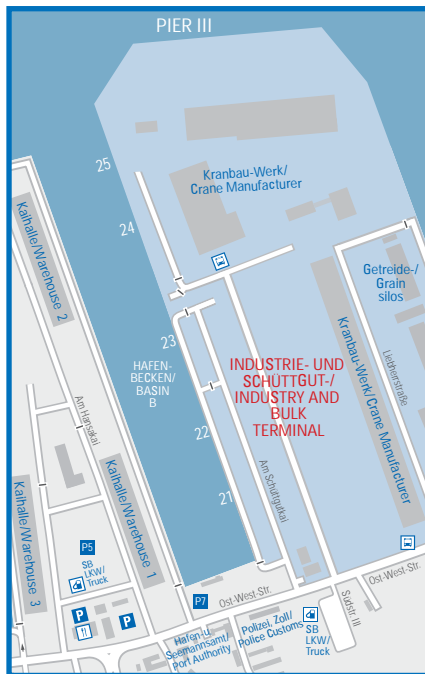 PIER III
25
Kranbau-Werk/
Crane Manufacturer
24
Kaihalle/Warehouse 2
Getreide-/
Grain
silos
23
HAFEN-
BECKEN/
BASIN
B
INDUSTRIE- UND
SCHÜTTGUT-/
INDUSTRY AND
BULK
TERMINAL
Kranbau-Werk/Crane Manufacturer
Liebherrstraße
Am Hansakai
22
Am Schüttgutkai
21
Kaihalle/Warehouse 1
Kaihalle/Warehouse 3
P5
SB
LKW/
Truck
P
P
P7
Ost-West-Str.
Ost-West-Str.
Hafen-u.
Seemannsamt/
Port Authority
Polizei, Zoll/
Police Customs
SB
LKW/
Truck
Südstr. III